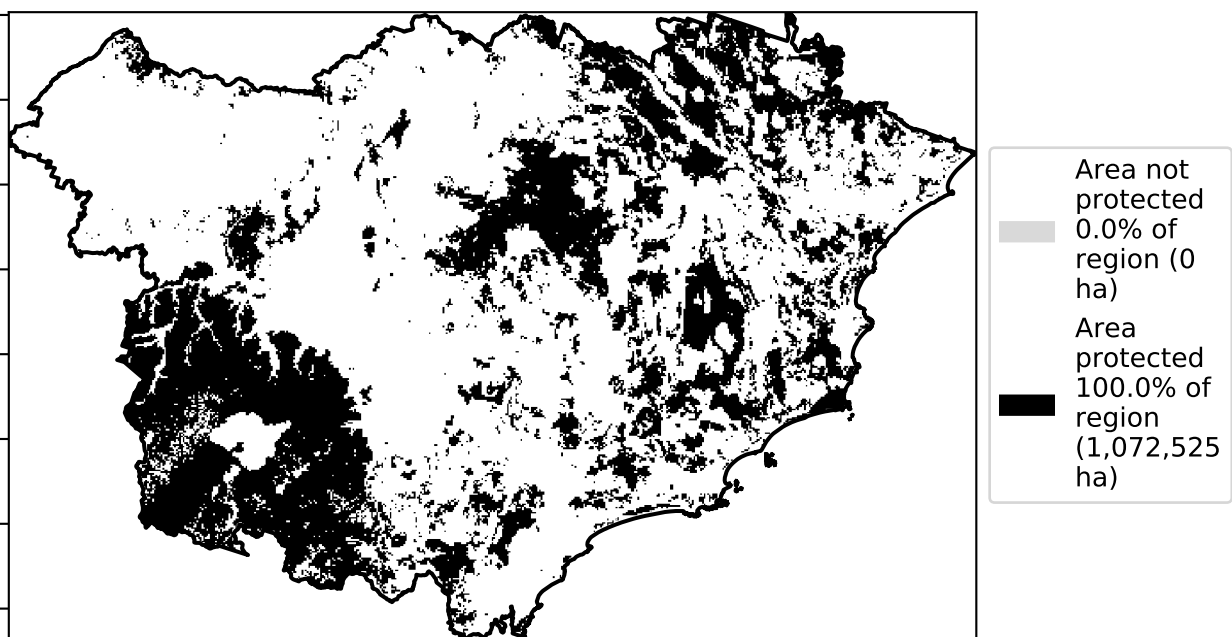 Area not
protected
0.0% of
region (0
ha)
Area
protected
100.0% of
region
(1,072,525
ha)